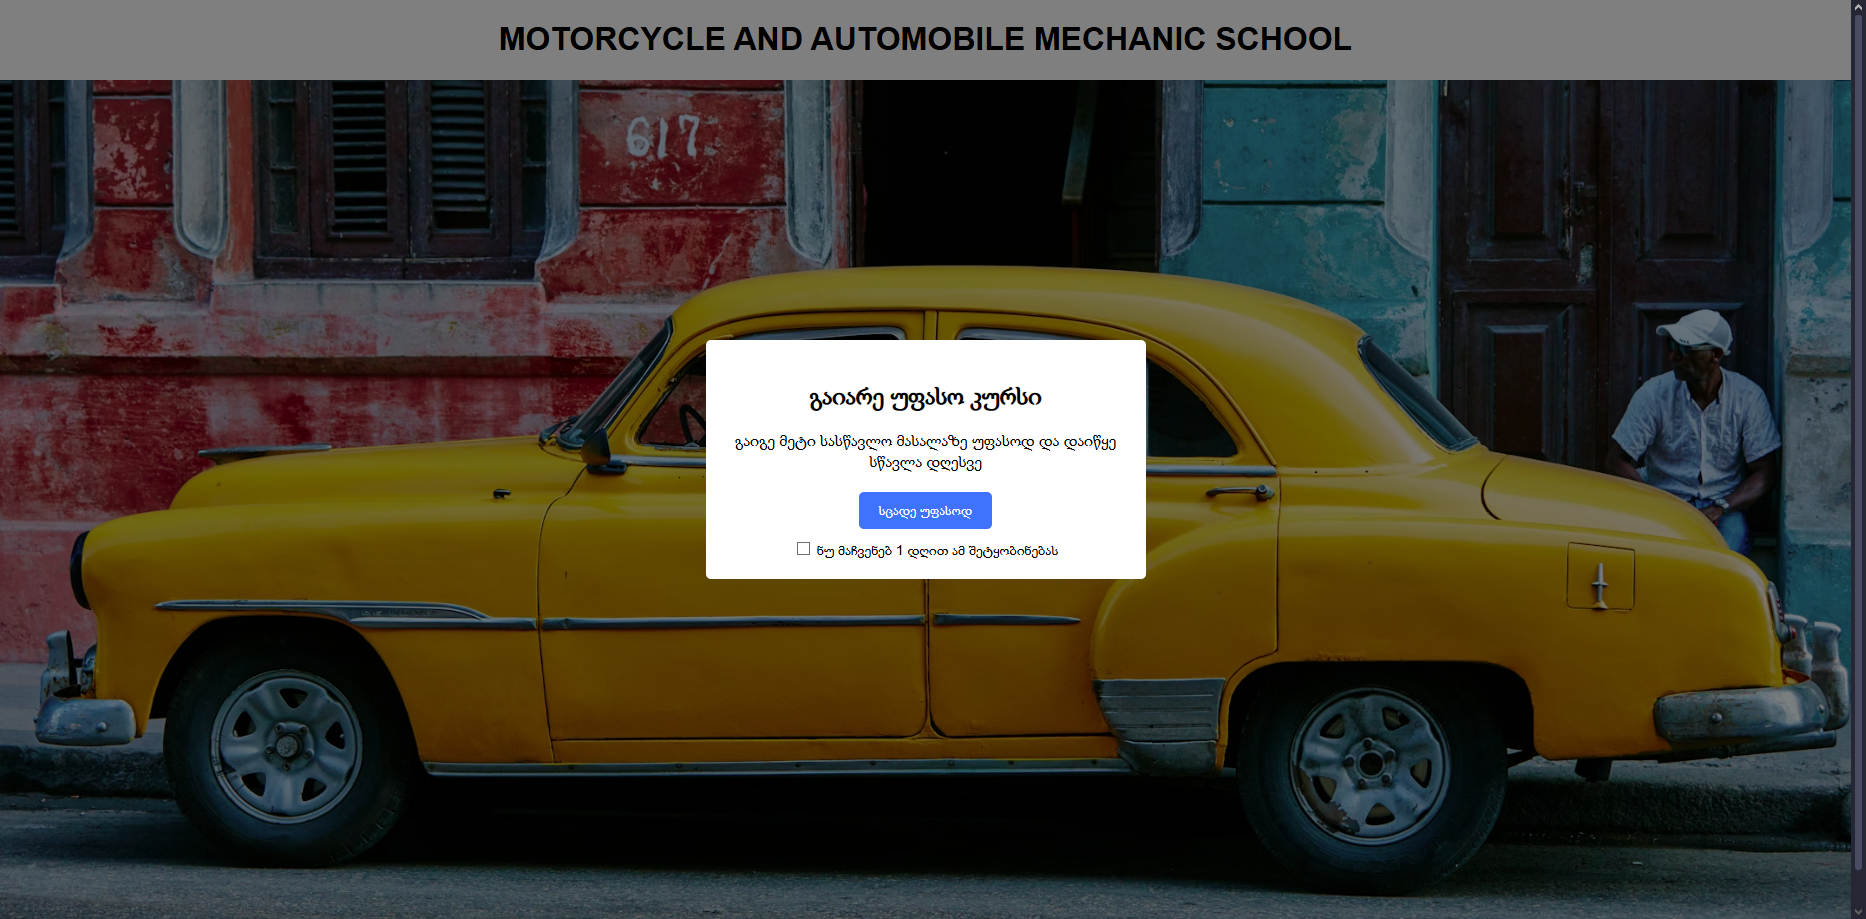 MOTORCYCLE AND AUTOMOBILE MECHANIC SCHOOL
617
გაიარე უფასო კურსი
გაიგე მეტი სასწავლო მასალაზე უფასოდ და დაიწყე
სწავლა დღესვე
სცადე უფასოდ
ნუ მაჩვენებ 1 დღით ამ შეტყობინებას